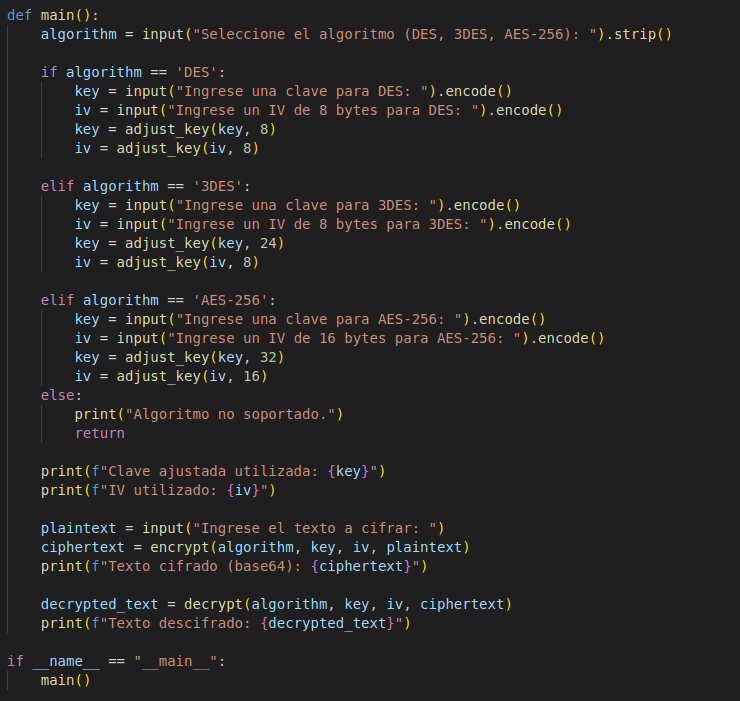 def main():
    algorithm = input("Seleccione el algoritmo (DES, 3DES, AES-256): ").strip()

    if algorithm == 'DES':
        key = input("Ingrese una clave para DES: ").encode()
        iv = input("Ingrese un IV de 8 bytes para DES: ").encode()
        key = adjust_key(key, 8)
        iv = adjust_key(iv, 8)

    elif algorithm == '3DES':
        key = input("Ingrese una clave para 3DES: ").encode()
        iv = input("Ingrese un IV de 8 bytes para 3DES: ").encode()
        key = adjust_key(key, 24)
        iv = adjust_key(iv, 8)

    elif algorithm == 'AES-256':
        key = input("Ingrese una clave para AES-256: ").encode()
        iv = input("Ingrese un IV de 16 bytes para AES-256: ").encode()
        key = adjust_key(key, 32)
        iv = adjust_key(iv, 16)
    else:
        print("Algoritmo no soportado.")
        return

    print(f"Clave ajustada utilizada: {key}")
    print(f"IV utilizado: {iv}")

    plaintext = input("Ingrese el texto a cifrar: ")
    ciphertext = encrypt(algorithm, key, iv, plaintext)
    print(f"Texto cifrado (base64): {ciphertext}")

    decrypted_text = decrypt(algorithm, key, iv, ciphertext)
    print(f"Texto descifrado: {decrypted_text}")

if __name__ == "__main__":
    main()